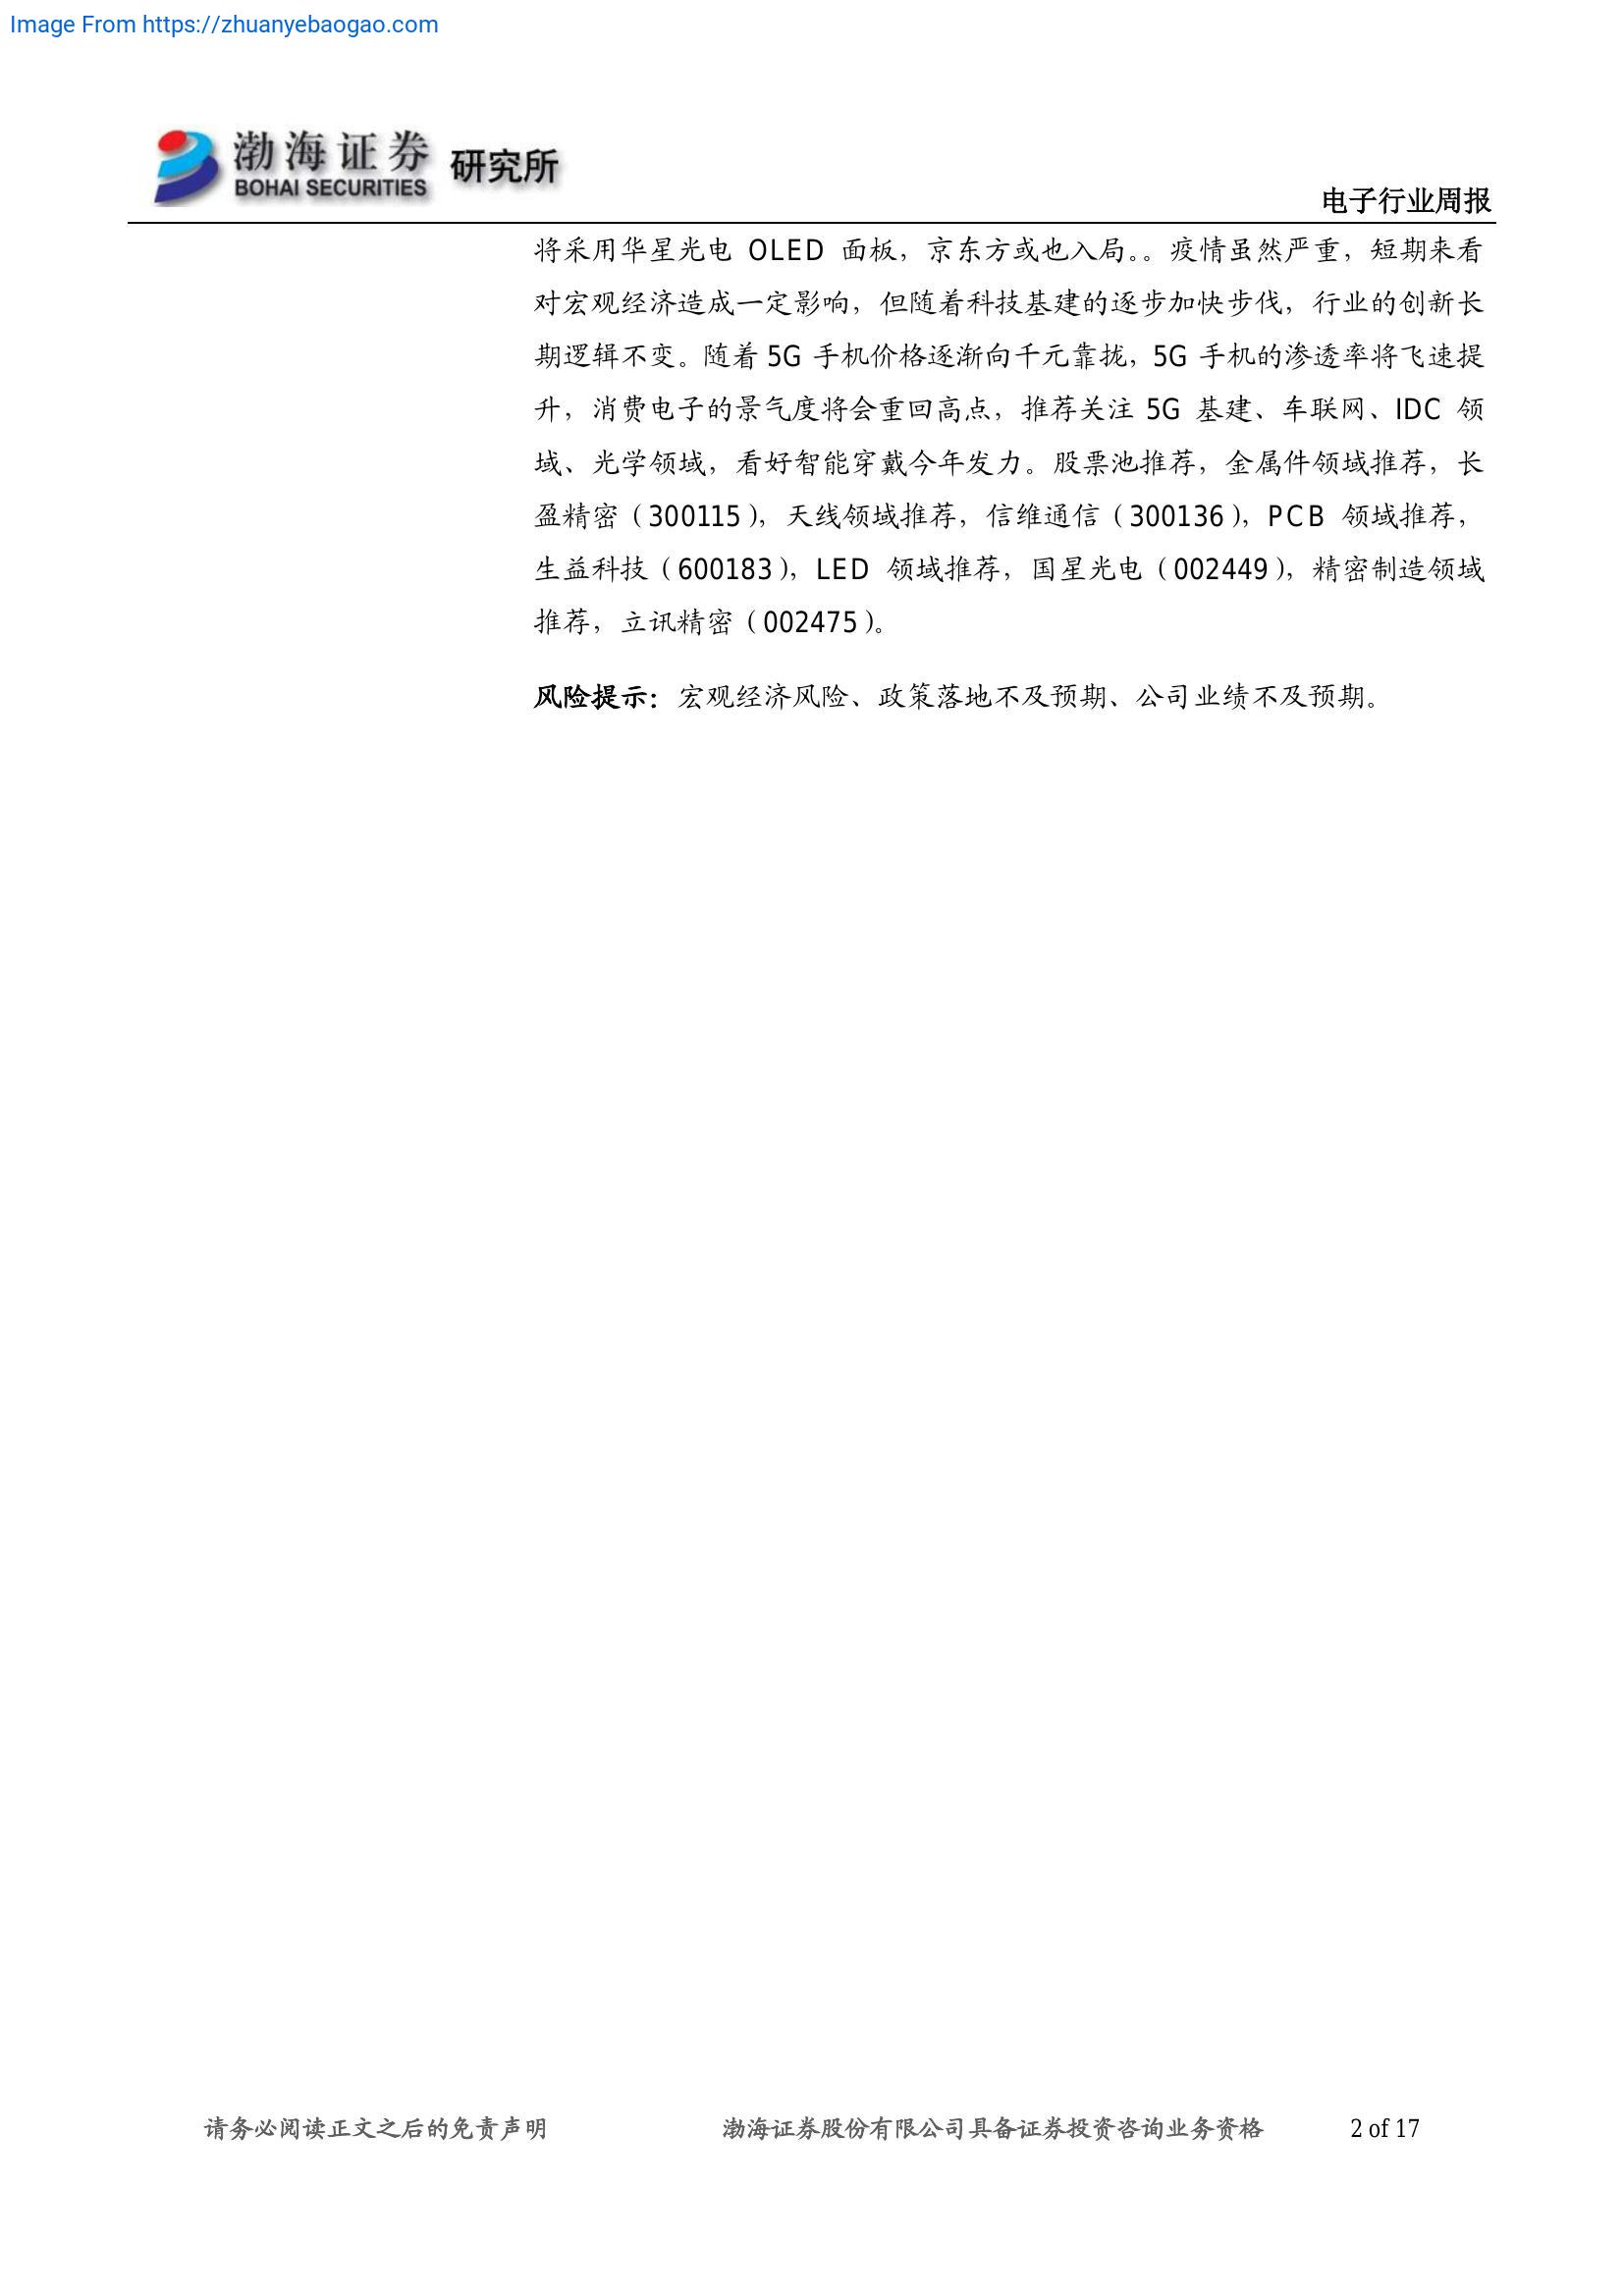 Image From https://zhuanyebaogao.com
渤海证券 研究所
BOHAI SECURITIES
电子行业周报
将采用华星光电 OLED 面板，京东方或也入局。。疫情虽然严重，短期来看
对宏观经济造成一定影响，但随着科技基建的逐步加快步伐，行业的创新长
期逻辑不变。随着 5G 手机价格逐渐向千元靠拢，5G 手机的渗透率将飞速提
升，消费电子的景气度将会重回高点，推荐关注 5G 基建、车联网、IDC 领
域、光学领域，看好智能穿戴今年发力。股票池推荐，金属件领域推荐，长
盈精密（300115），天线领域推荐，信维通信（300136），PCB 领域推荐，
生益科技（600183），LED 领域推荐，国星光电（002449），精密制造领域
推荐，立讯精密（002475）。
风险提示：宏观经济风险、政策落地不及预期、公司业绩不及预期。
请务必阅读正文之后的免责声明 渤海证券股份有限公司具备证券投资咨询业务资格 2 of 17